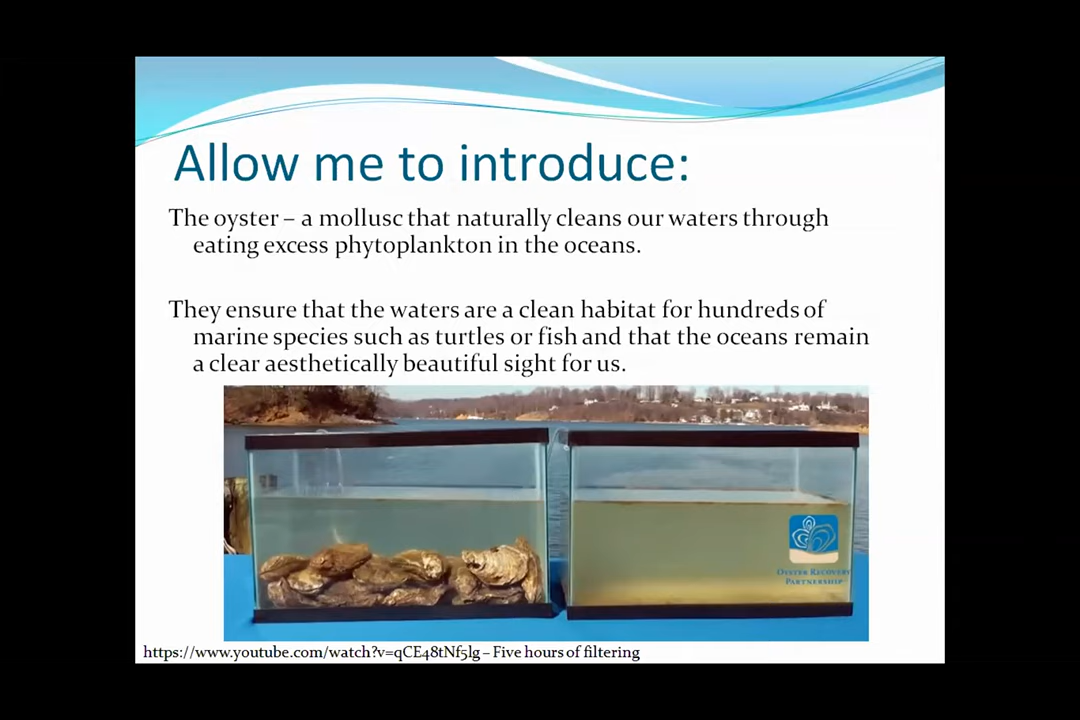 Allow me to introduce:
The oyster – a mollusc that naturally cleans our waters through
eating excess phytoplankton in the oceans.
They ensure that the waters are a clean habitat for hundreds of
marine species such as turtles or fish and that the oceans remain
a clear aesthetically beautiful sight for us.
OYSTER RECOVERY
PARTNERSHIP
https://www.youtube.com/watch?v=qCE48tNf5lg – Five hours of filtering